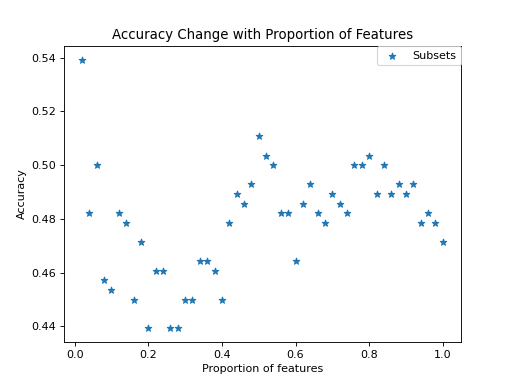 Accuracy Change with Proportion of Features
Subsets
Accuracy
0.54
0.52
0.50
0.48
0.46
0.44
0.0 0.2 0.4 0.6 0.8 1.0
Proportion of features